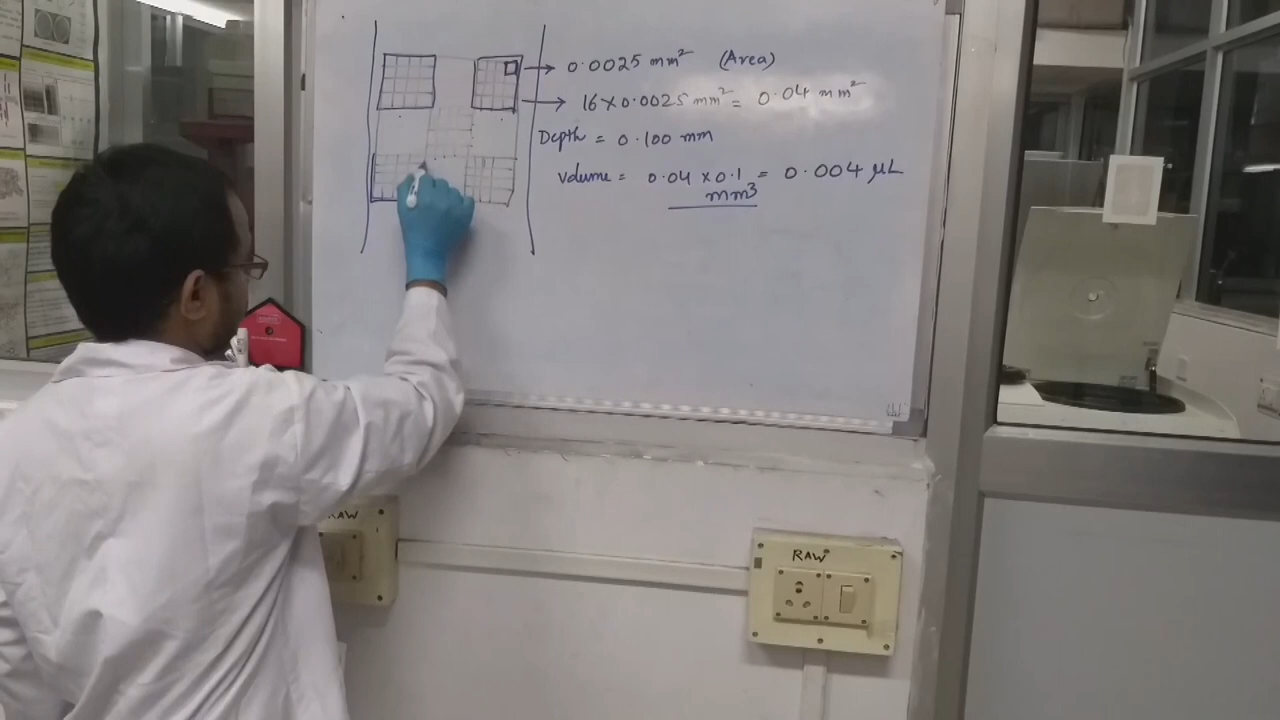 0.0025 mm² (Area)
16 × 0.0025 mm² = 0.04 mm²
Depth = 0.100 mm
Volume = 0.04 × 0.1 = 0.004 µL
mm³
RAW
RAW